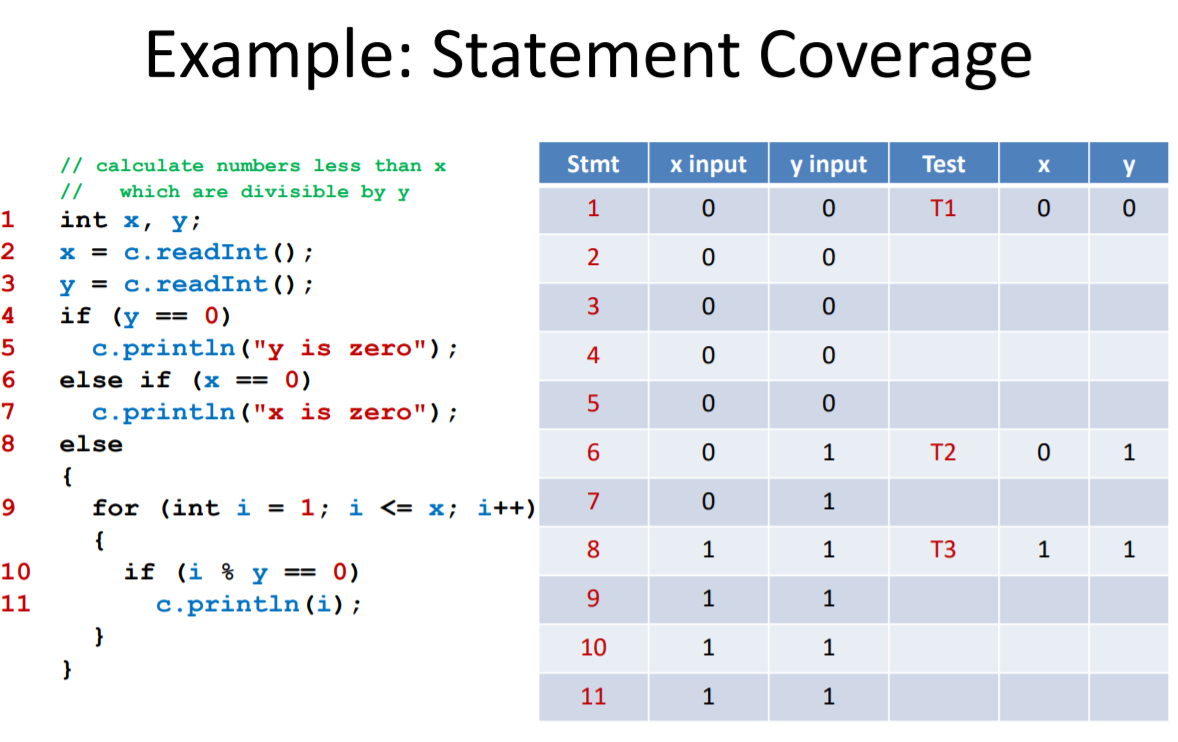 Example: Statement Coverage
// calculate numbers less than x
// which are divisible by y
1 int x, y;
2 x = c.readInt();
3 y = c.readInt();
4 if (y == 0)
5 c.println("y is zero");
6 else if (x == 0)
7 c.println("x is zero");
8 else
{
9 for (int i = 1; i <= x; i++)
{
10 if (i % y == 0)
11 c.println(i);
}
}
Stmt x input y input Test x y
1 0 0 T1 0 0
2 0 0
3 0 0
4 0 0
5 0 0
6 0 1 T2 0 1
7 0 1
8 1 1 T3 1 1
9 1 1
10 1 1
11 1 1